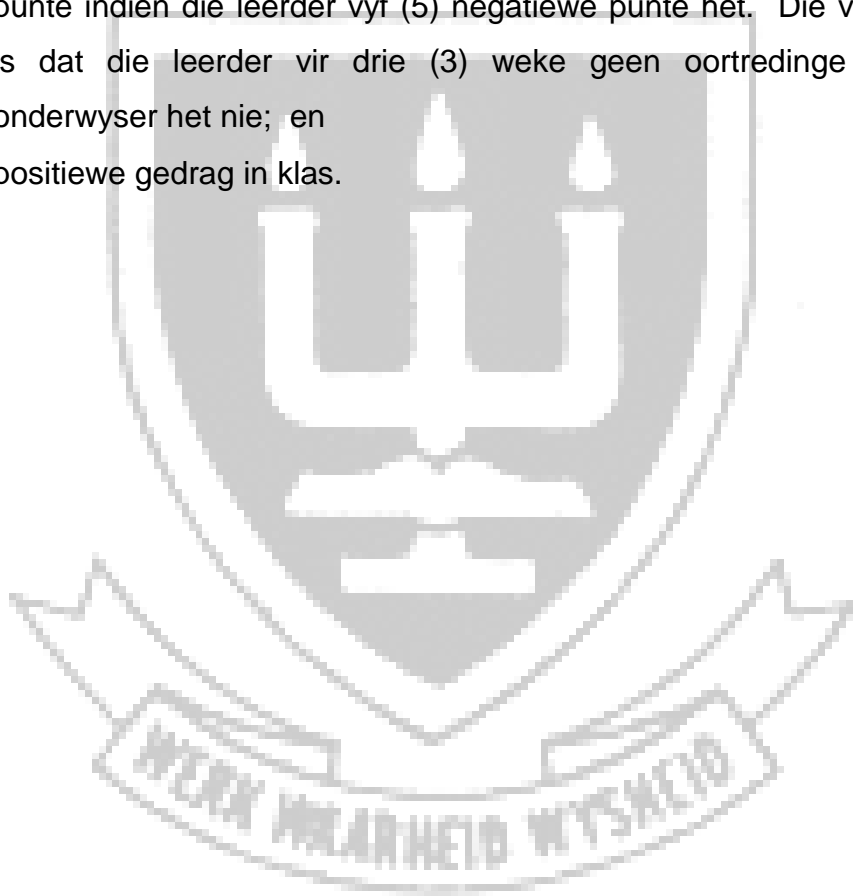 punte indien die leerder vyf (5) negatiewe punte het. Die v
s dat die leerder vir drie (3) weke geen oortredinge
onderwyser het nie; en
positiewe gedrag in klas.
WERK WAARHEID WYSHEID